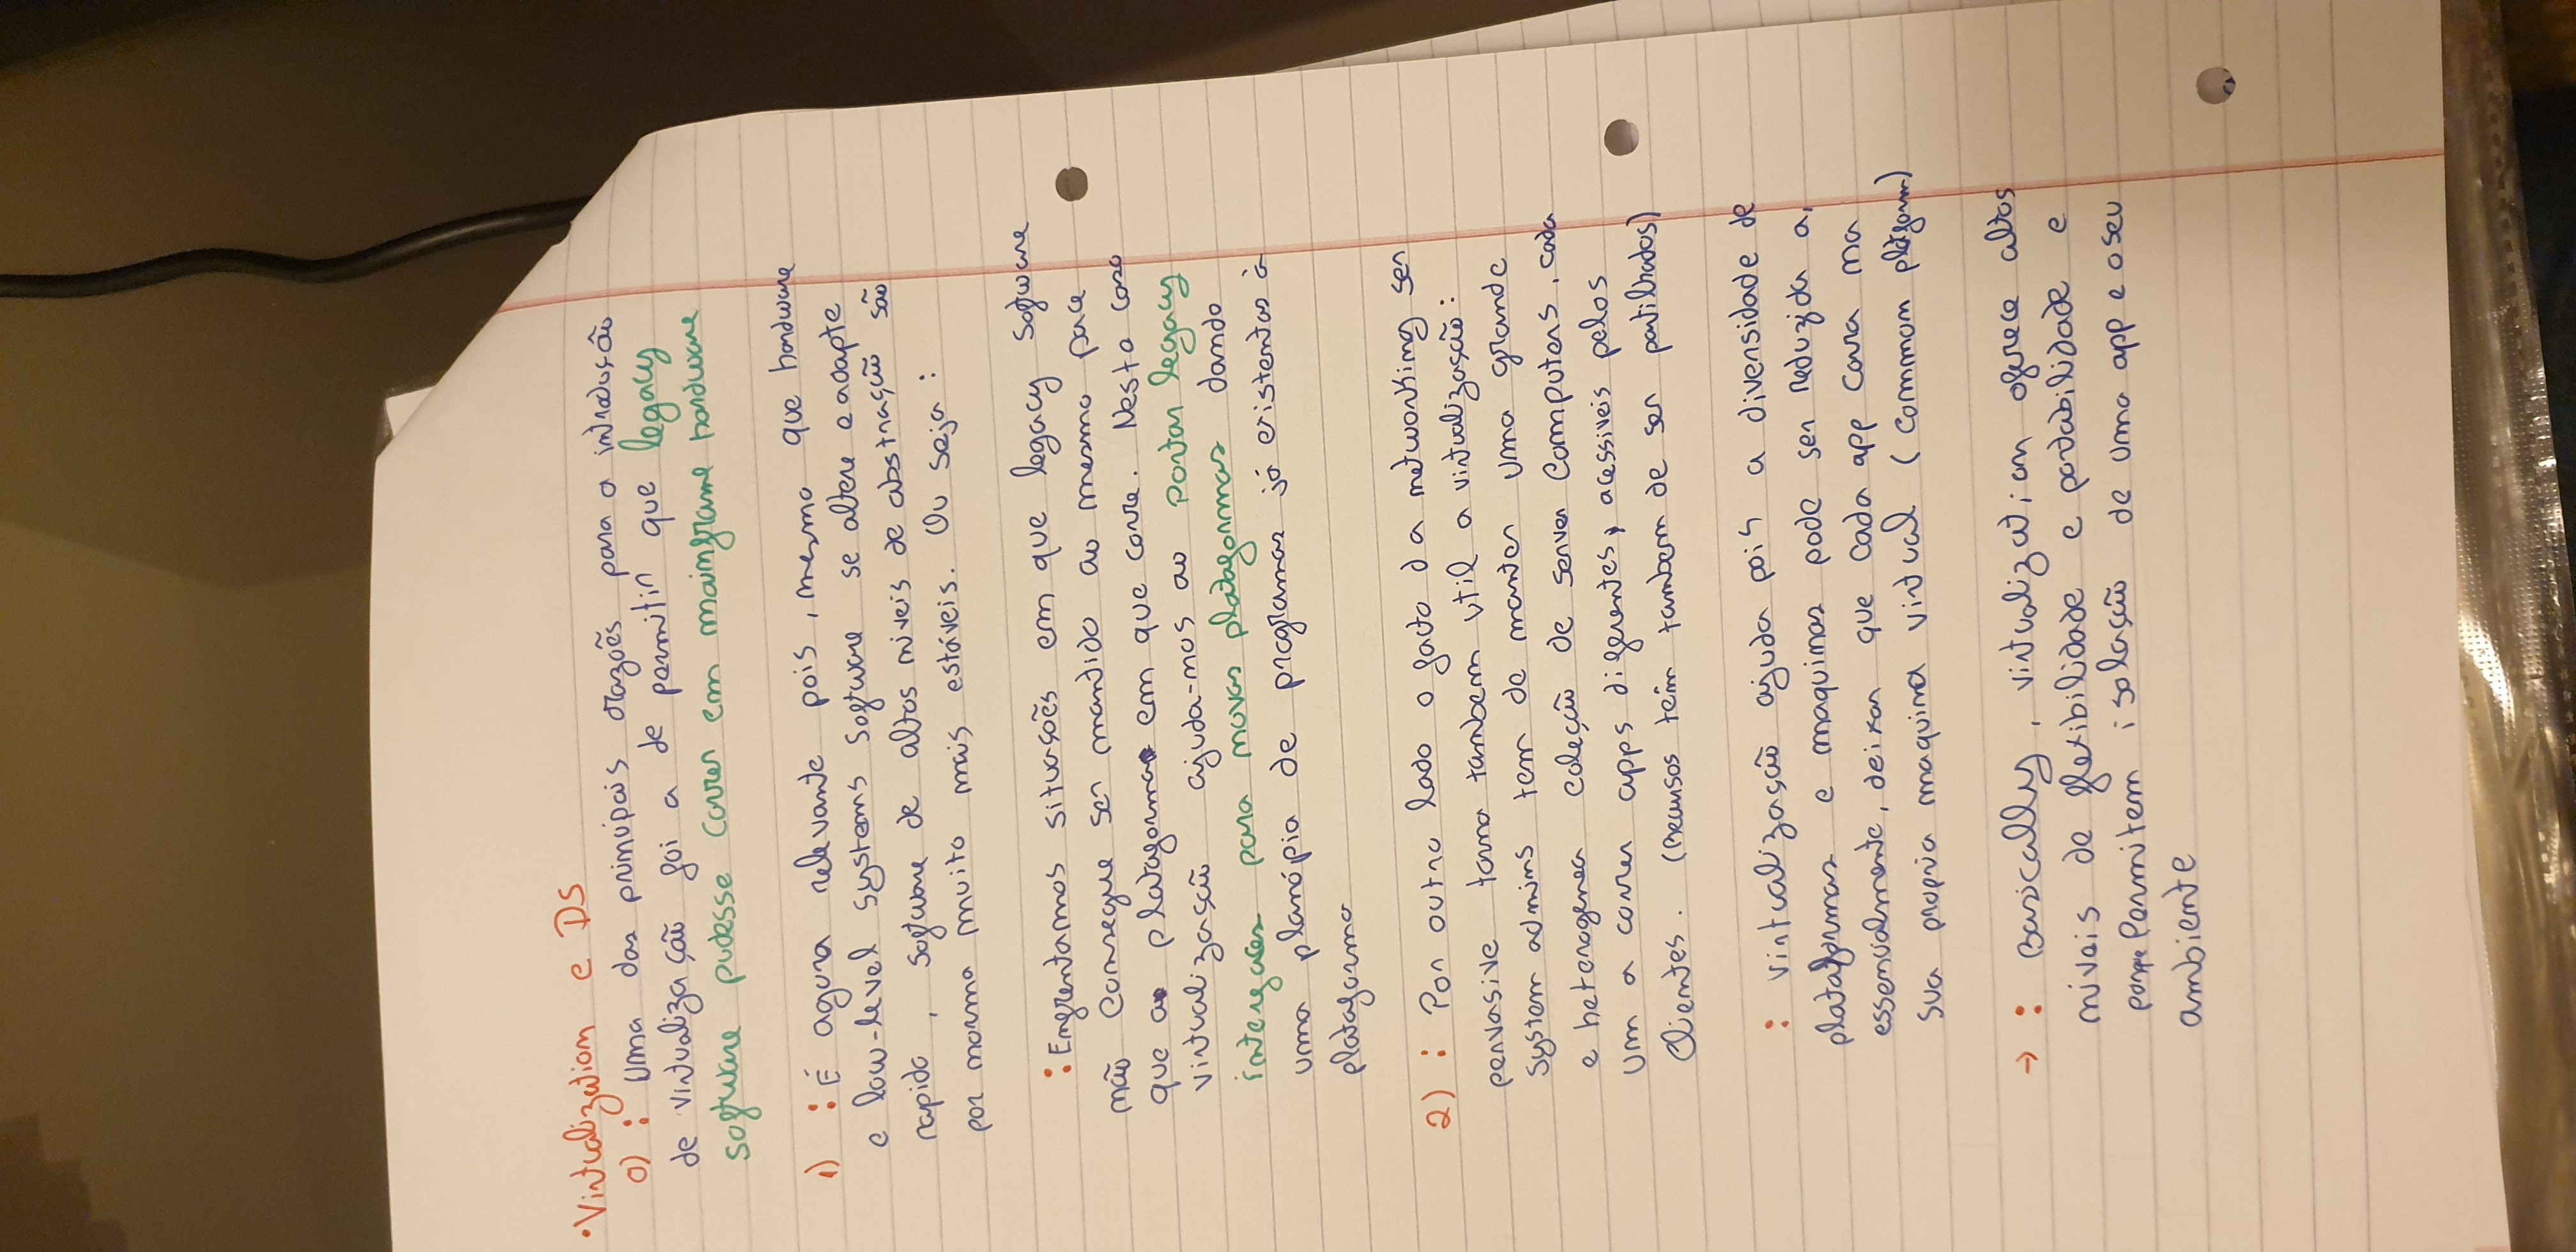 • Virtualization e DS
0) : Uma das principais razões para a introdução
de virtualização foi a de permitir que legacy
software pudesse correr em mainframe hardware
1) : É agora relevante pois, mesmo que hardware
e low-level systems software se altere e adapte
rapido, software de altos niveis de abstração são
por norma muito mais estáveis. Ou seja :
: Enfrentamos situações em que legacy software
não consegue ser mantido ao mesmo pace
que a plataforma em que corre. Nesta caso
virtualização ajuda-nos ao portar legacy
interfaces para novas plataformas dando
uma planópia de programas já existentes à
plataforma
2) : Por outro lado o facto da networking ser
pervasive torna tambem util a virtualização :
system admins tem de manter uma grande
e heterogenea coleção de server computers, cada
um a correr apps diferentes, acessiveis pelos
clientes. (Recursos têm tambem de ser partilhados)
: Virtualização ajuda pois a diversidade de
plataformas e maquinas pode ser reduzida a,
essencialmente, deixar que cada app corra na
sua propria maquina virtual (common platform)
→ : Basically, virtualization oferece altos
niveis de flexibilidade e portabilidade e
porque permitem isolação de uma app e o seu
ambiente